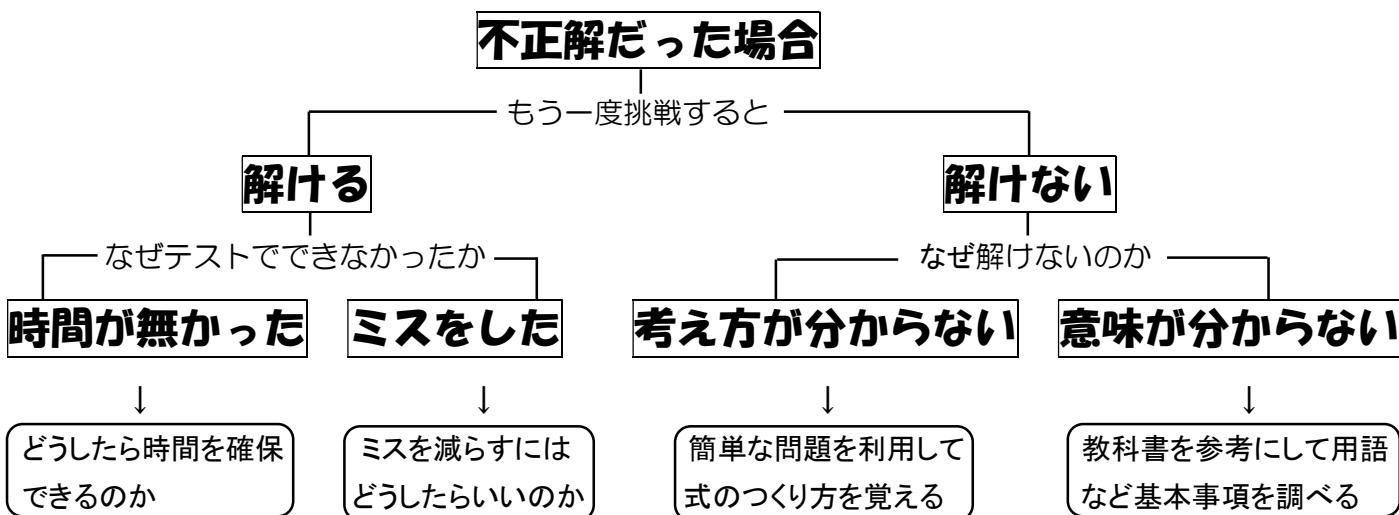 不正解だった場合
もう一度挑戦すると
解ける
解けない
なぜテストでできなかったか
なぜ解けないのか
時間が無かった
ミスをした
考え方が分からない
意味が分からない
↓
↓
↓
↓
どうしたら時間を確保
できるのか
ミスを減らすには
どうしたらいいのか
簡単な問題を利用して
式のつくり方を覚える
教科書を参考にして用語
など基本事項を調べる